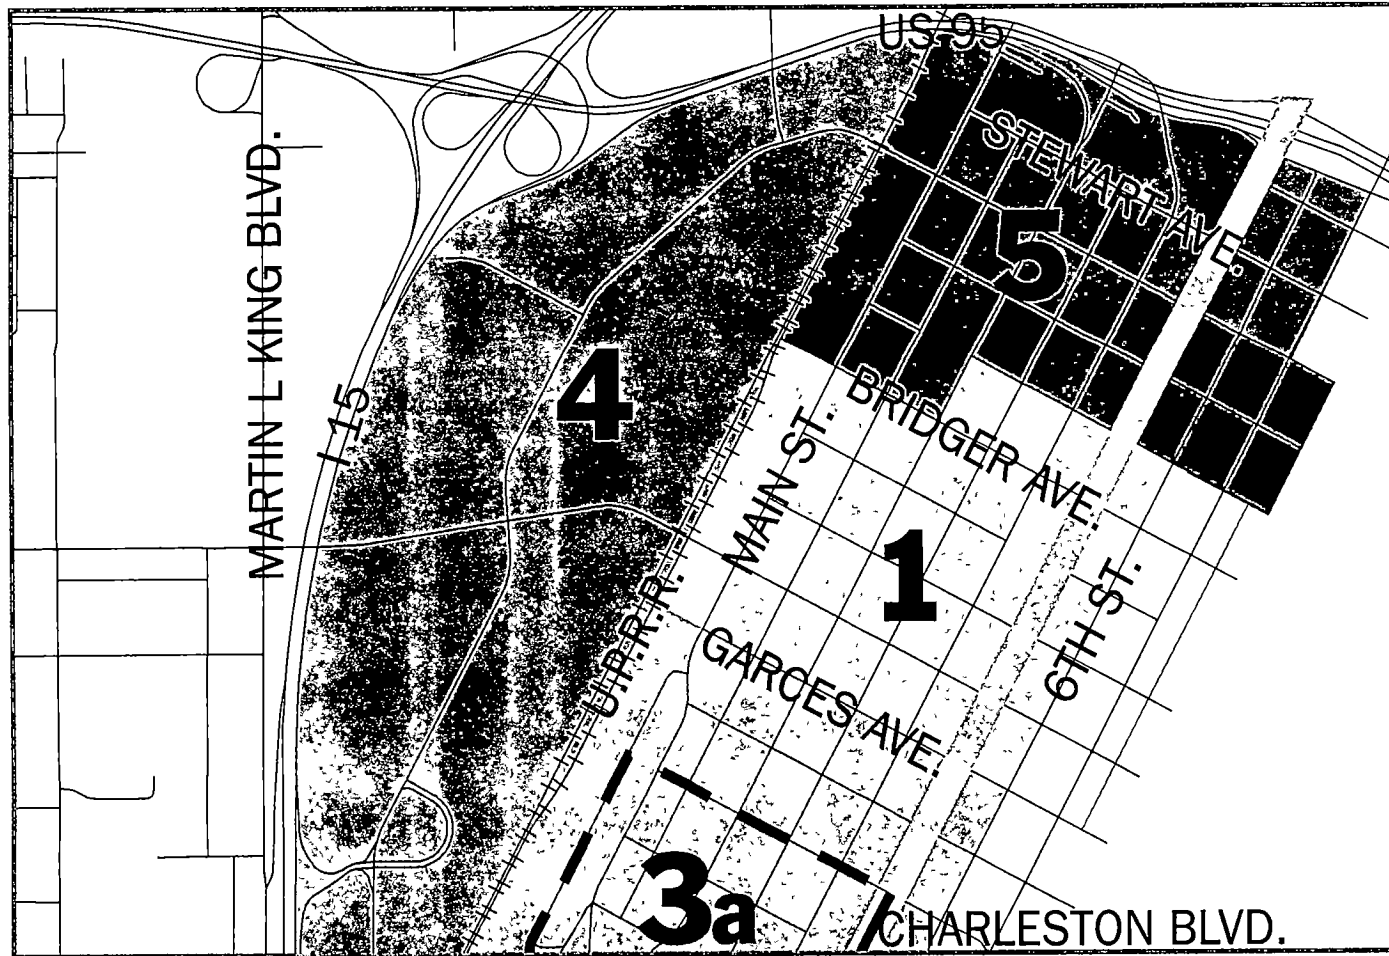 US 95
STEWART AVE.
5
MARTIN L KING BLVD.
4
I 15
BRIDGER AVE.
MAIN ST.
1
6TH ST.
U.P.R.R.
GARCES AVE.
3a
CHARLESTON BLVD.